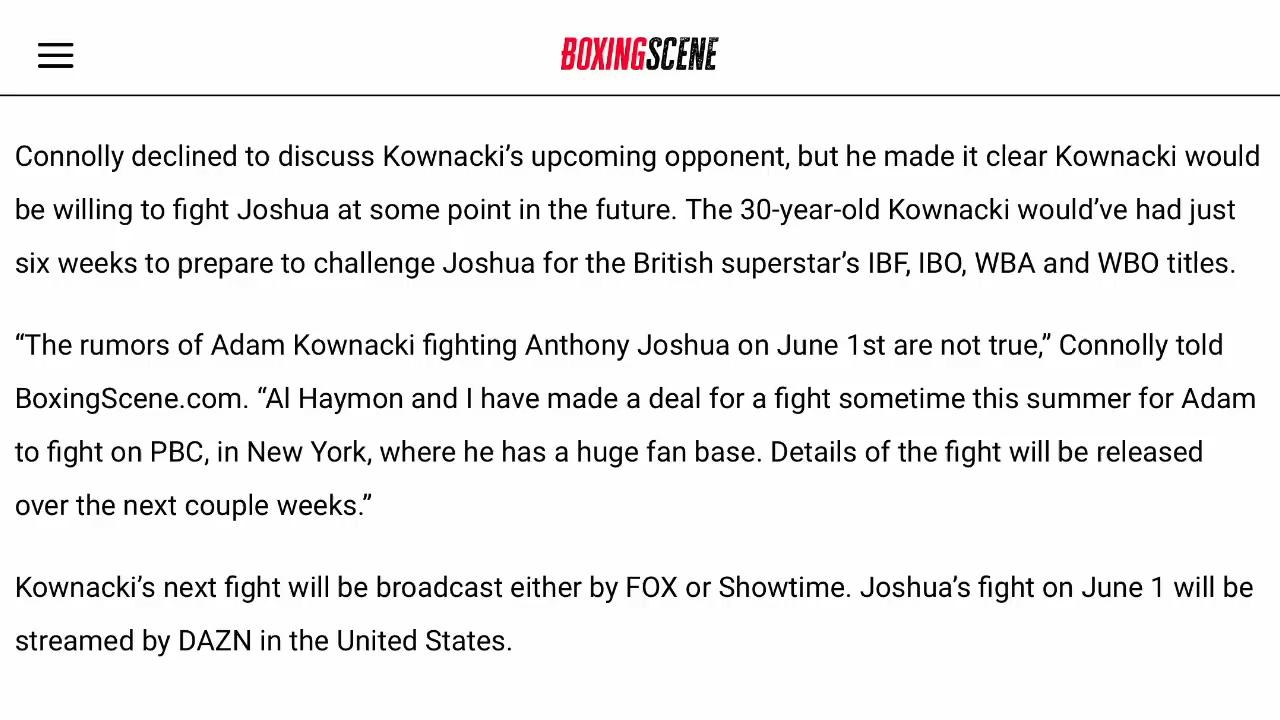 BOXINGSCENE
Connolly declined to discuss Kownacki’s upcoming opponent, but he made it clear Kownacki would
be willing to fight Joshua at some point in the future. The 30-year-old Kownacki would’ve had just
six weeks to prepare to challenge Joshua for the British superstar’s IBF, IBO, WBA and WBO titles.
“The rumors of Adam Kownacki fighting Anthony Joshua on June 1st are not true,” Connolly told
BoxingScene.com. “Al Haymon and I have made a deal for a fight sometime this summer for Adam
to fight on PBC, in New York, where he has a huge fan base. Details of the fight will be released
over the next couple weeks.”
Kownacki’s next fight will be broadcast either by FOX or Showtime. Joshua’s fight on June 1 will be
streamed by DAZN in the United States.